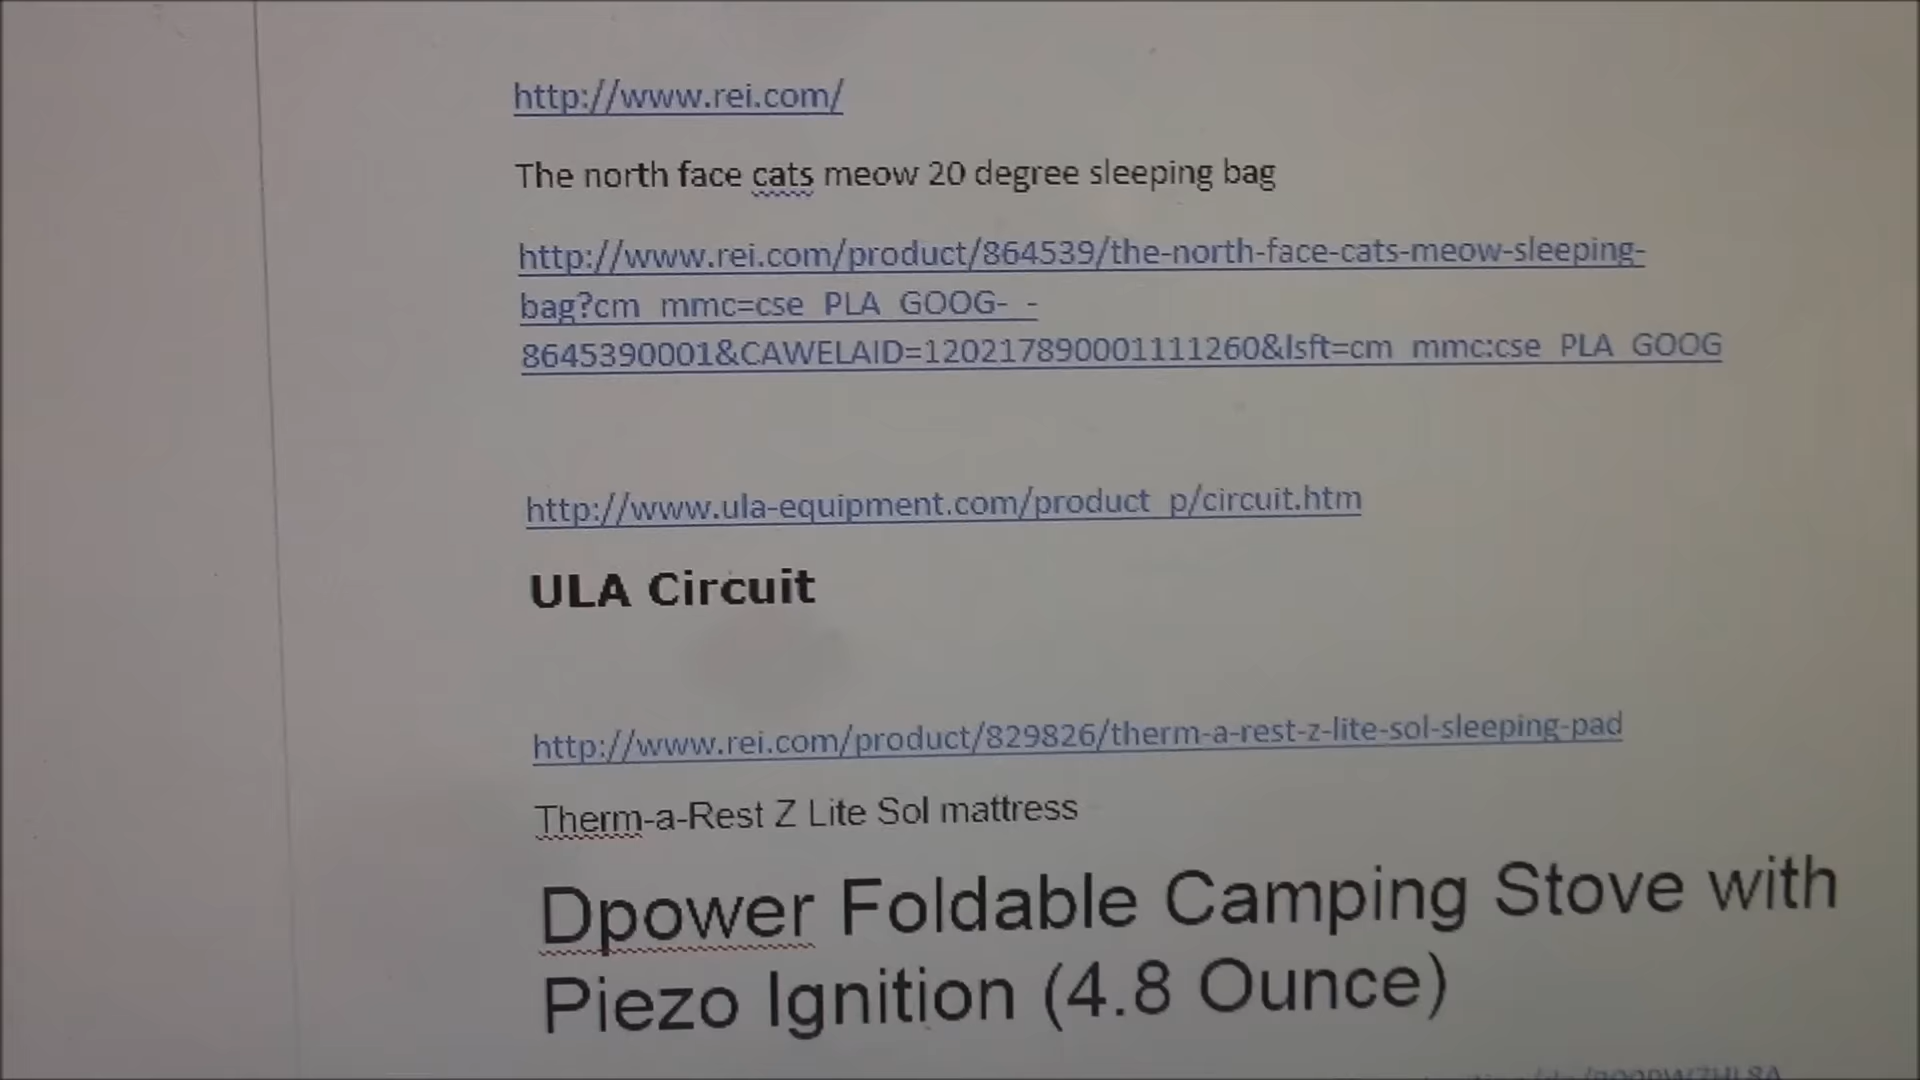 http://www.rei.com/
The north face cats meow 20 degree sleeping bag
http://www.rei.com/product/864539/the-north-face-cats-meow-sleeping-
bag?cm_mmc=cse_PLA_GOOG-_-
8645390001&CAWELAID=120217890001111260&lsft=cm_mmc:cse_PLA_GOOG
http://www.ula-equipment.com/product_p/circuit.htm
ULA Circuit
http://www.rei.com/product/829826/therm-a-rest-z-lite-sol-sleeping-pad
Therm-a-Rest Z Lite Sol mattress
Dpower Foldable Camping Stove with
Piezo Ignition (4.8 Ounce)